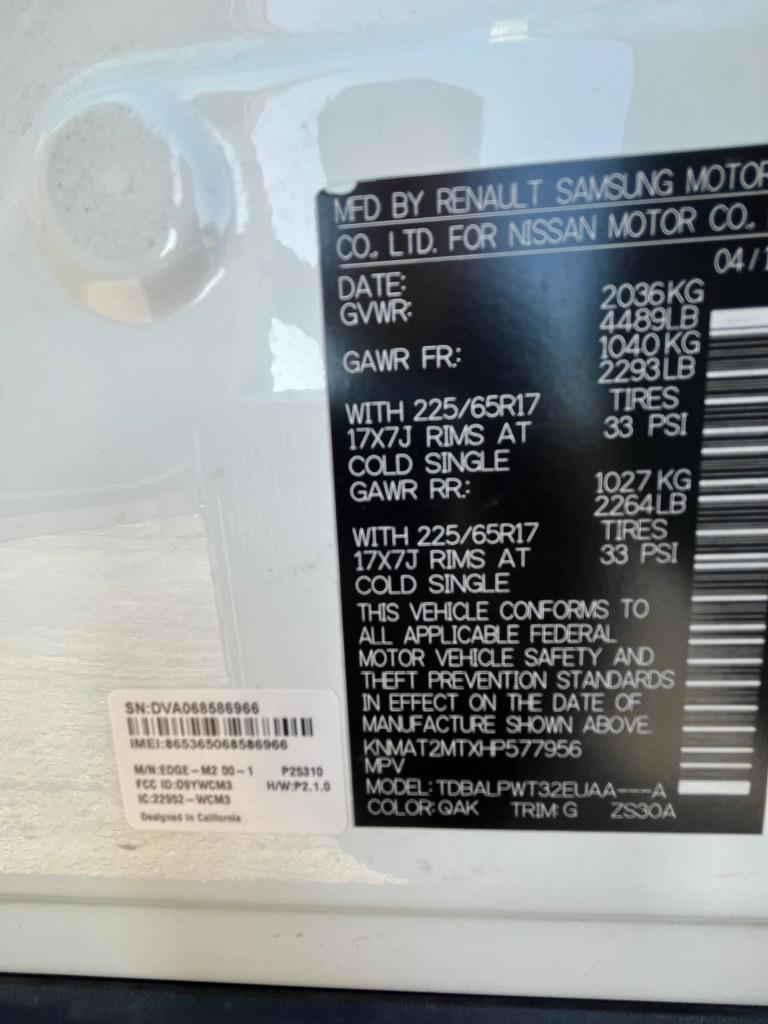 MFD BY RENAULT SAMSUNG MOTOR
CO., LTD. FOR NISSAN MOTOR CO.,
DATE: 04/1
GVWR: 2036KG
4489LB
GAWR FR: 1040KG
2293LB
WITH 225/65R17 TIRES
17X7J RIMS AT 33 PSI
COLD SINGLE
GAWR RR: 1027KG
2264LB
WITH 225/65R17 TIRES
17X7J RIMS AT 33 PSI
COLD SINGLE
THIS VEHICLE CONFORMS TO
ALL APPLICABLE FEDERAL
MOTOR VEHICLE SAFETY AND
THEFT PREVENTION STANDARDS
IN EFFECT ON THE DATE OF
MANUFACTURE SHOWN ABOVE.
KNMAT2MTXHP577956
MPV
MODEL: TDBALPWT32EUAA---A
COLOR: QAK TRIM: G ZS30A
SN:DVA068586966
IMEI:865365068586966
M/N:EDGE-M2 00-1 P25310
FCC ID:D9YWCM3 H/W:P2.1.0
IC:22952-WCM3
Designed in California